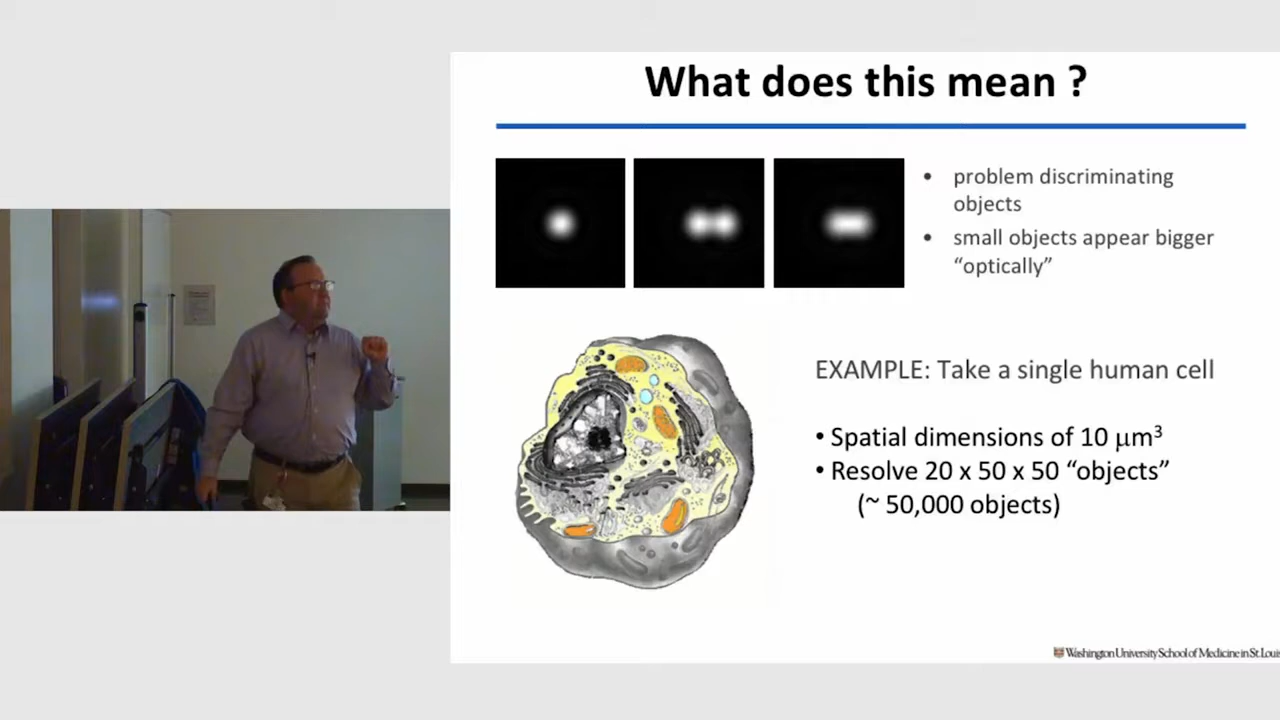 What does this mean ?
• problem discriminating
objects
• small objects appear bigger
“optically”
EXAMPLE: Take a single human cell
• Spatial dimensions of 10 μm³
• Resolve 20 x 50 x 50 “objects”
(~ 50,000 objects)
Washington University School of Medicine in St. Louis